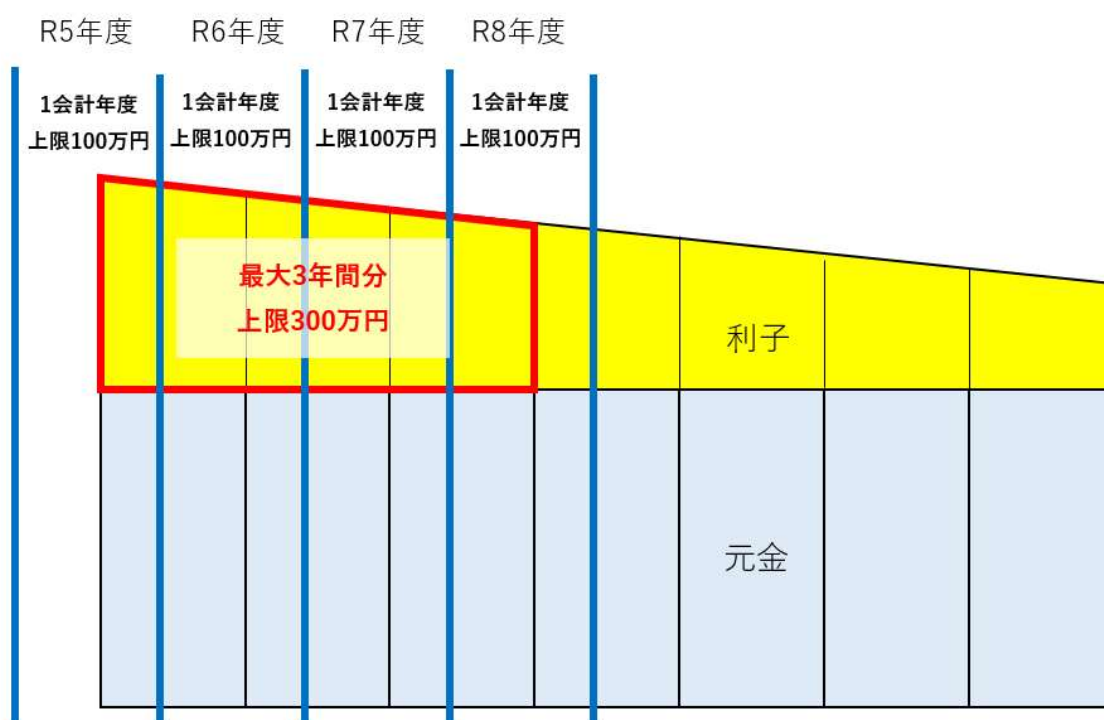 R5年度 R6年度 R7年度 R8年度
1会計年度 1会計年度 1会計年度 1会計年度
上限100万円 上限100万円 上限100万円 上限100万円
最大3年間分
上限300万円
利子
元金